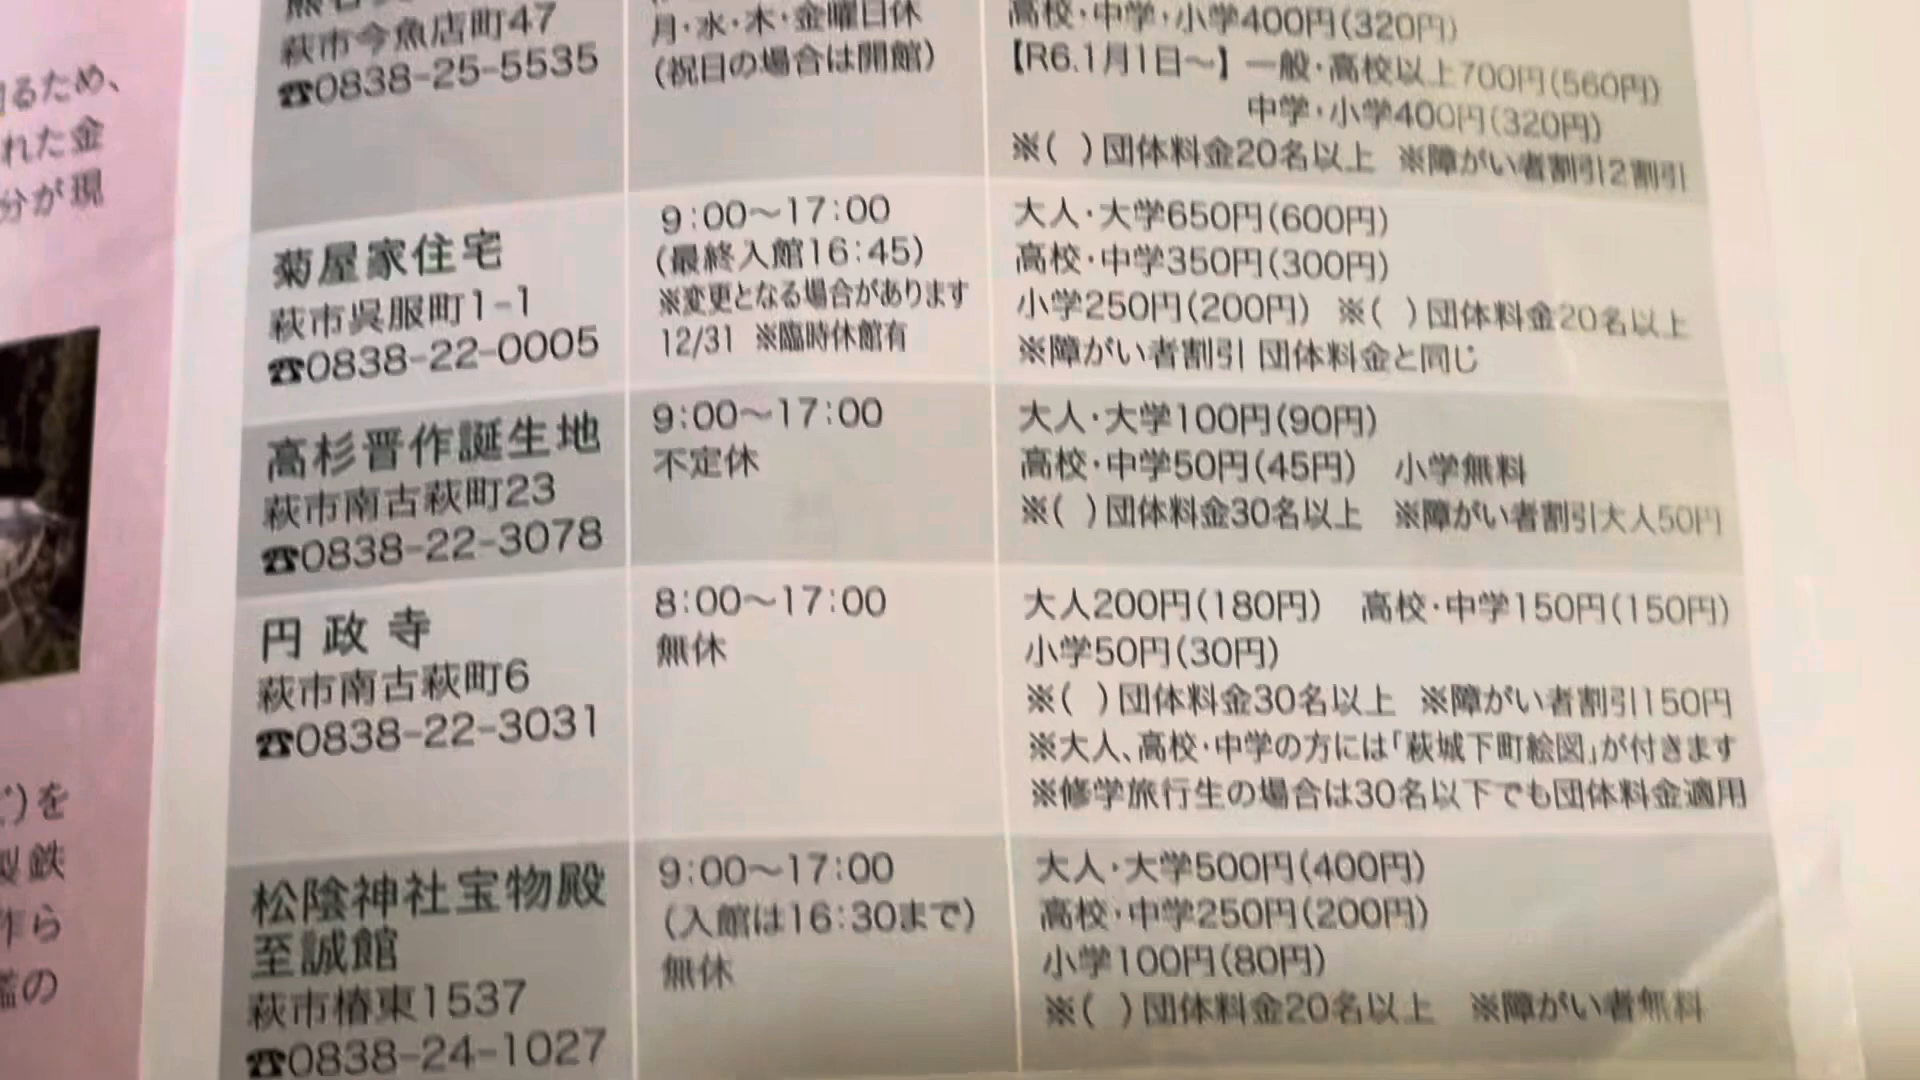 るため、
れた金
分が現
を
製鉄
作ら
の
萩市今魚店町47
☎0838-25-5535
月・水・木・金曜日休
(祝日の場合は開館)
高校・中学・小学400円(320円)
【R6.1月1日～】一般・高校以上700円(560円)
中学・小学400円(320円)
※( )団体料金20名以上 ※障がい者割引2割引
菊屋家住宅
萩市呉服町1-1
☎0838-22-0005
9:00～17:00
(最終入館16:45)
※変更となる場合があります
12/31 ※臨時休館有
大人・大学650円(600円)
高校・中学350円(300円)
小学250円(200円) ※( )団体料金20名以上
※障がい者割引 団体料金と同じ
高杉晋作誕生地
萩市南古萩町23
☎0838-22-3078
9:00～17:00
不定休
大人・大学100円(90円)
高校・中学50円(45円) 小学無料
※( )団体料金30名以上 ※障がい者割引大人50円
円政寺
萩市南古萩町6
☎0838-22-3031
8:00～17:00
無休
大人200円(180円) 高校・中学150円(150円)
小学50円(30円)
※( )団体料金30名以上 ※障がい者割引150円
※大人、高校・中学の方には「萩城下町絵図」が付きます
※修学旅行生の場合は30名以下でも団体料金適用
松陰神社宝物殿
至誠館
萩市椿東1537
☎0838-24-1027
9:00～17:00
(入館は16:30まで)
無休
大人・大学500円(400円)
高校・中学250円(200円)
小学100円(80円)
※( )団体料金20名以上 ※障がい者無料